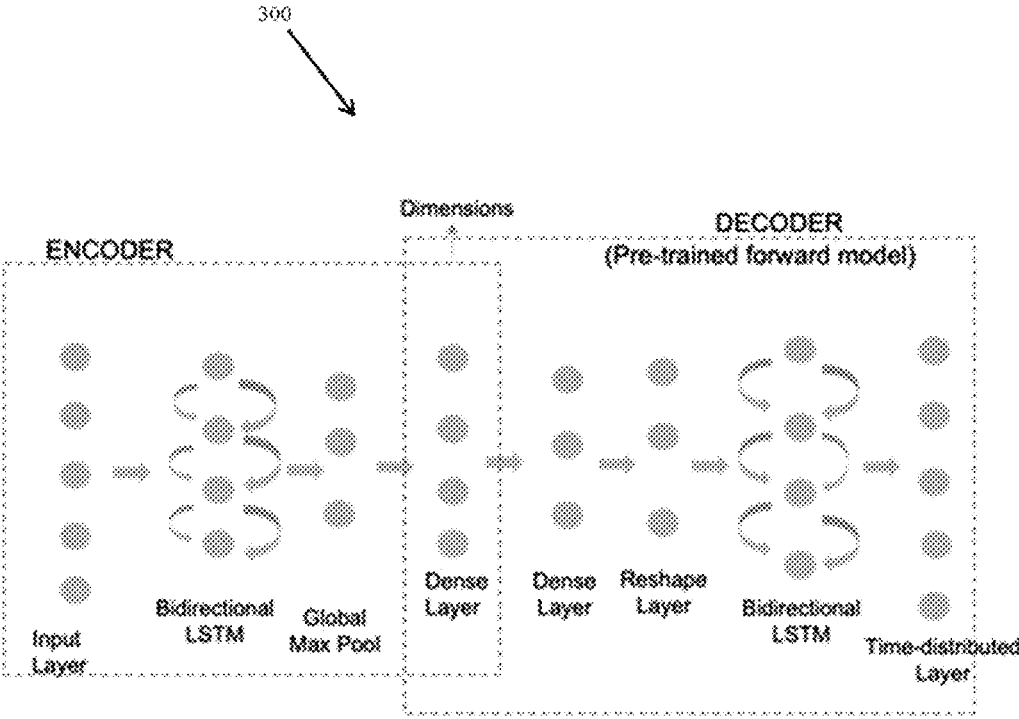 300
Dimensions
ENCODER
DECODER
(Pre-trained forward model)
Input
Layer
Bidirectional
LSTM
Global
Max Pool
Dense
Layer
Dense
Layer
Reshape
Layer
Bidirectional
LSTM
Time-distributed
Layer